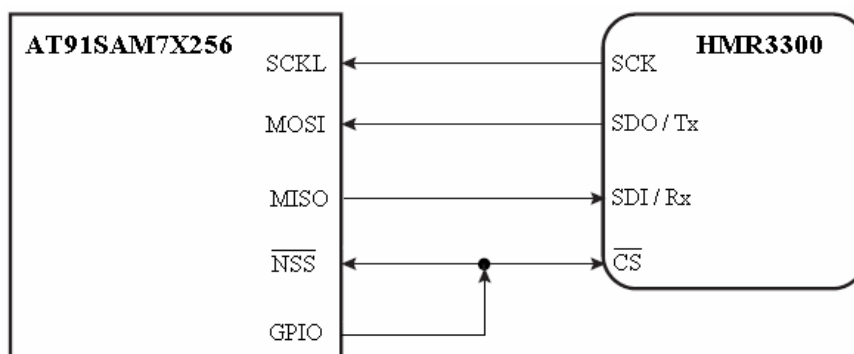 AT91SAM7X256
HMR3300
SCKL
SCK
MOSI
SDO / Tx
MISO
SDI / Rx
NSS
CS
GPIO